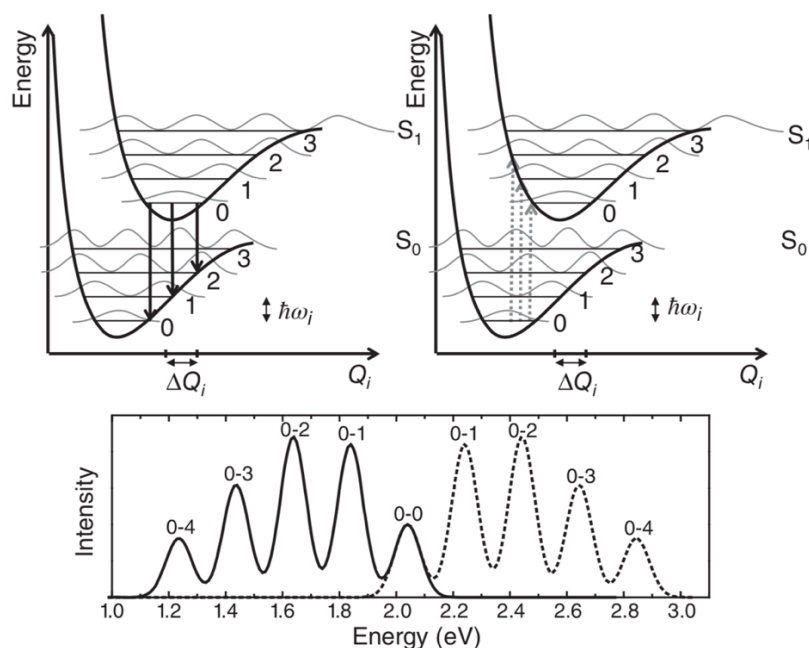 Energy
S₁
3
2
1
0
S₀
3
2
1
0
ħωᵢ
ΔQᵢ
Qᵢ
Energy
S₁
3
2
1
0
S₀
3
2
1
0
ħωᵢ
ΔQᵢ
Qᵢ
Intensity
0-4
0-3
0-2
0-1
0-0
0-1
0-2
0-3
0-4
1.0 1.2 1.4 1.6 1.8 2.0 2.2 2.4 2.6 2.8 3.0
Energy (eV)